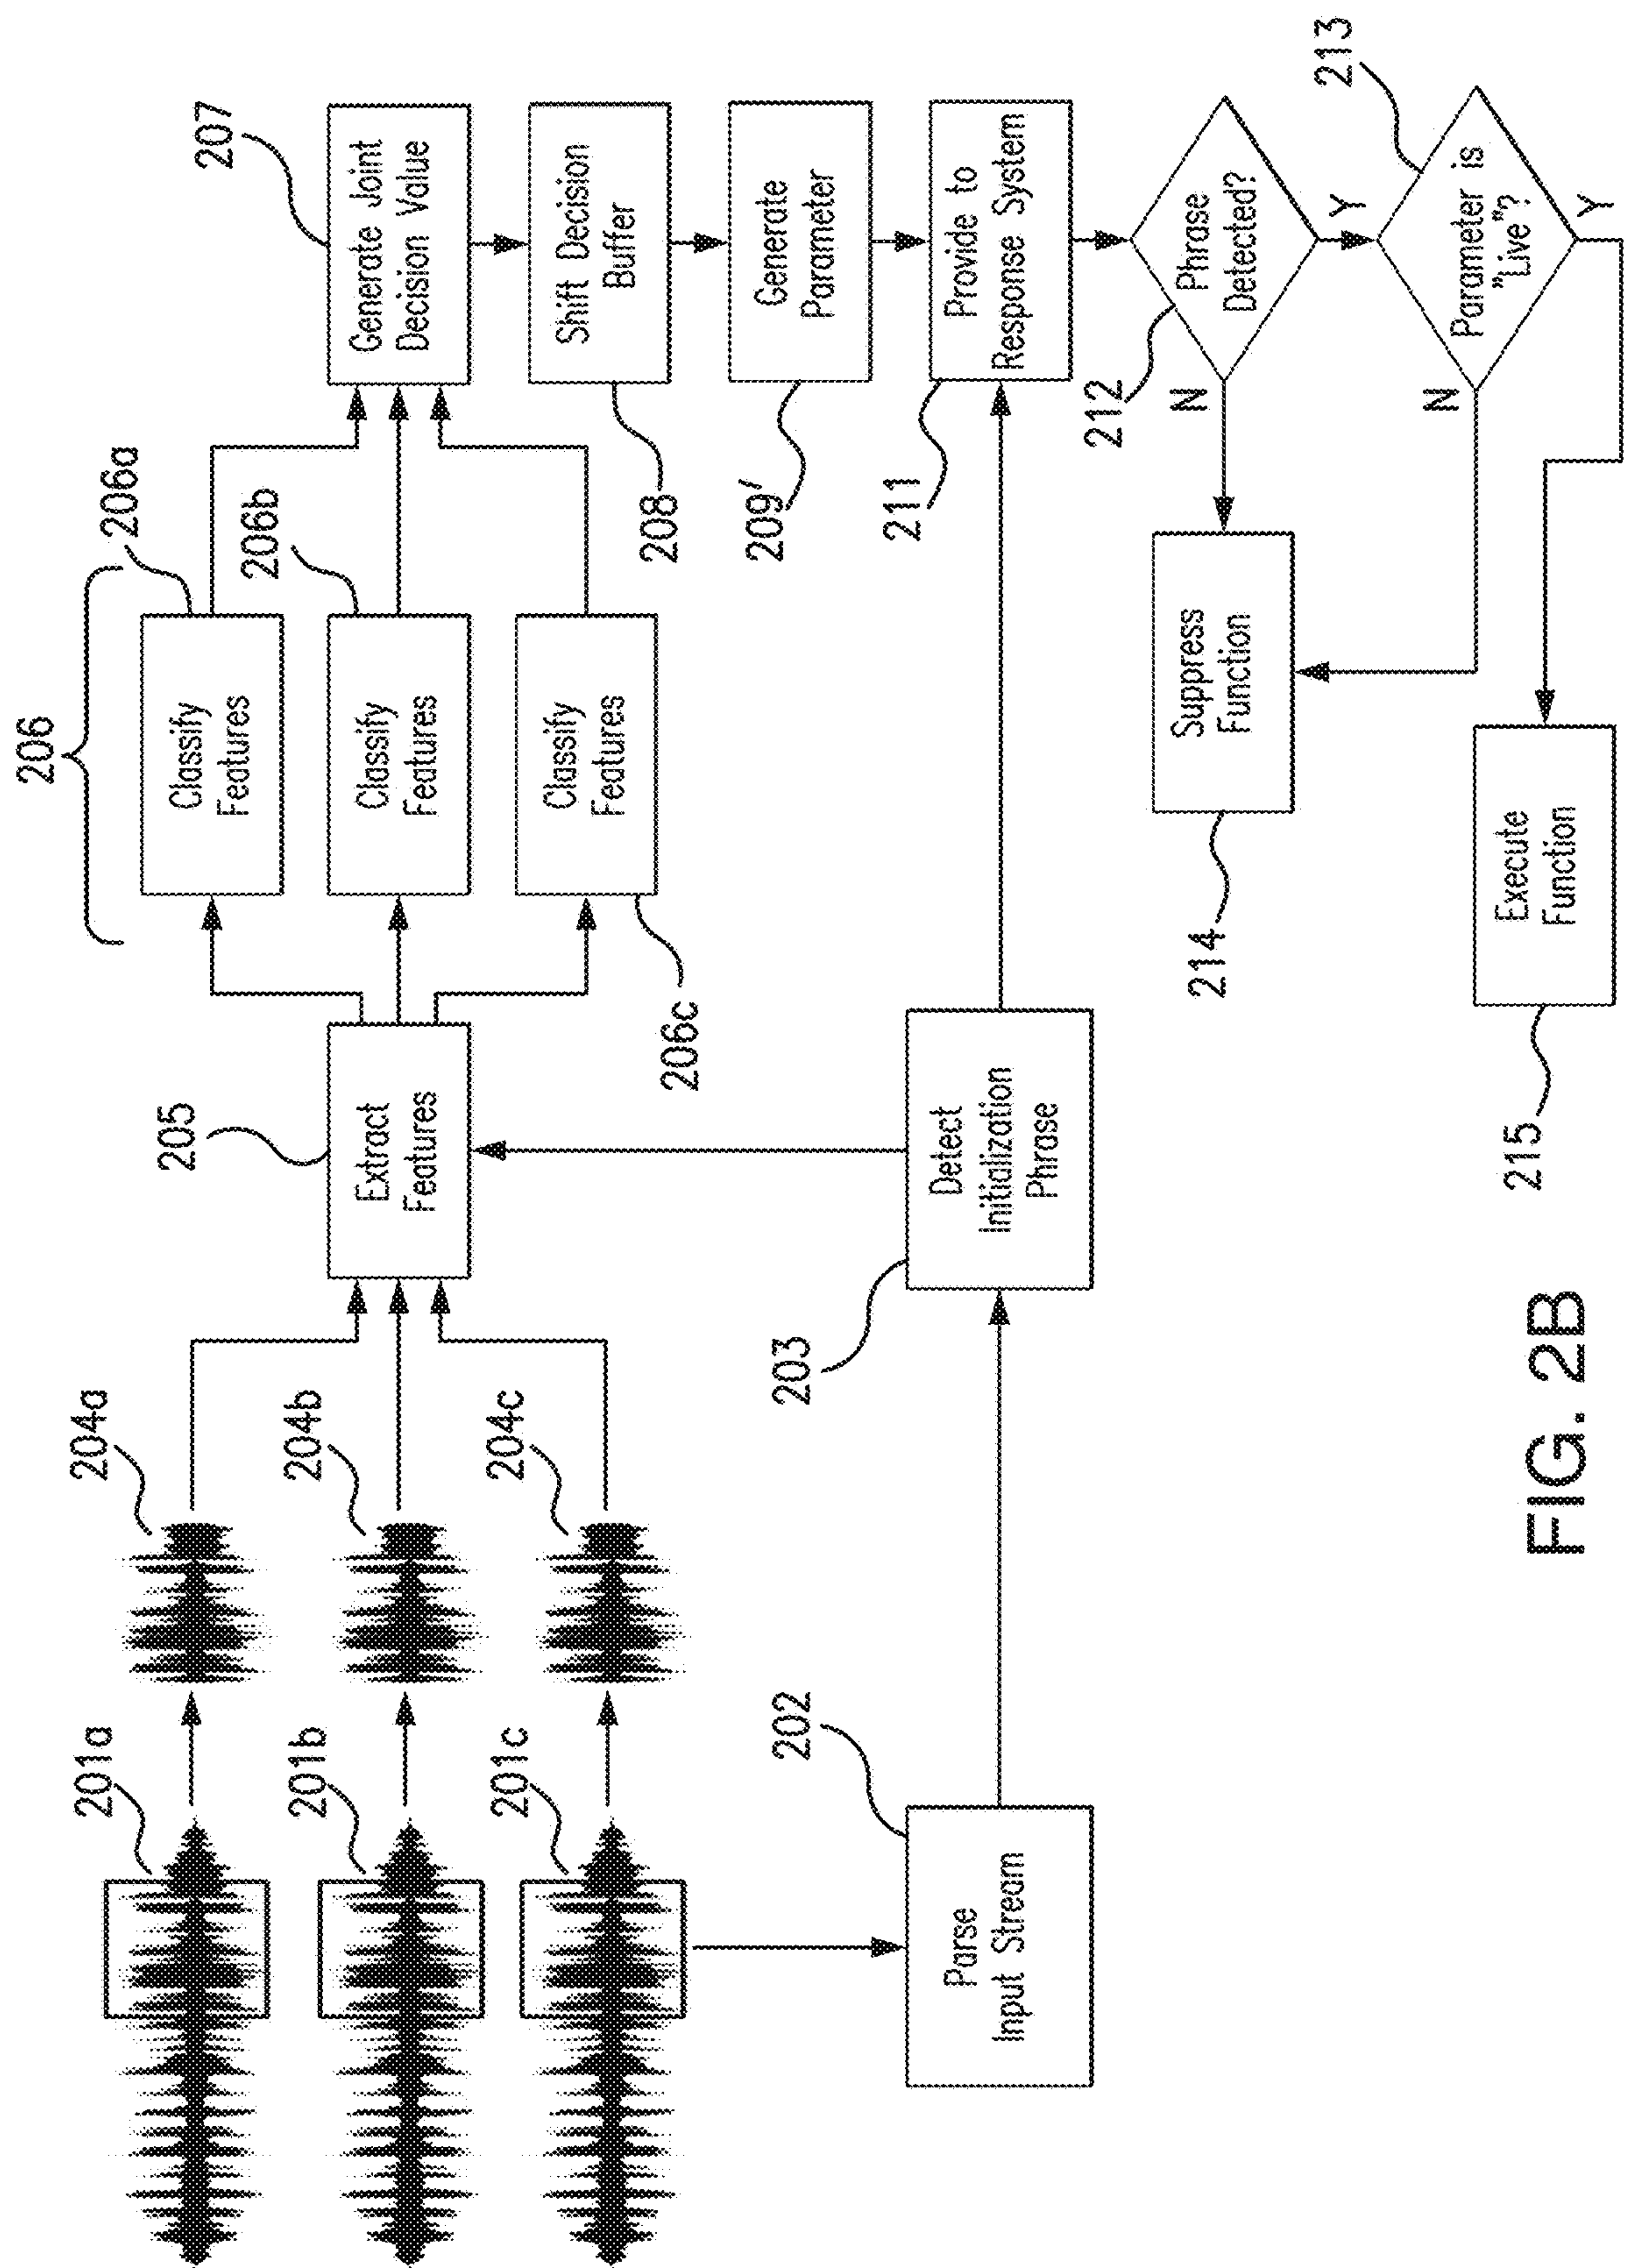 201a
201b
201c
204a
204b
204c
202
Parse
Input Stream
203
Detect
Initialization
Phrase
205
Extract
Features
206
206a
Classify
Features
206b
Classify
Features
206c
Classify
Features
207
Generate Joint
Decision Value
208
Shift Decision
Buffer
209'
Generate
Parameter
211
Provide to
Response System
212
Phrase
Detected?
N
Y
213
Parameter is
"Live"?
N
Y
214
Suppress
Function
215
Execute
Function
FIG. 2B